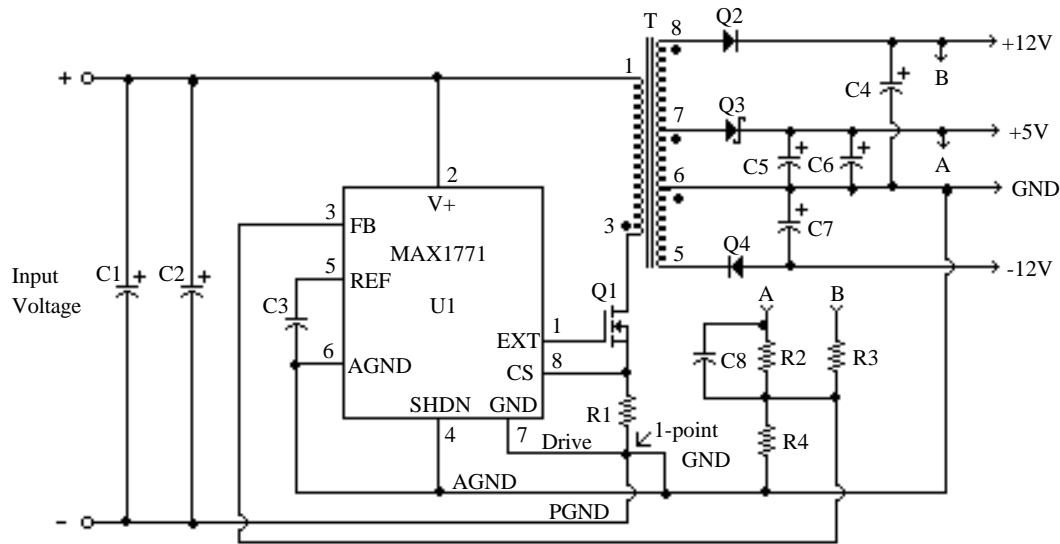 T
Q2
8
+12V
B
C4
+
1
+
Q3
7
+5V
A
C5
+
C6
+
6
GND
C7
+
3
Q4
5
-12V
2
V+
3
FB
MAX1771
5
REF
U1
C3
6
AGND
EXT
1
CS
8
SHDN
GND
4
7
Input
Voltage
C1
+
C2
+
Q1
R1
Drive
1-point
GND
AGND
PGND
-
A
B
C8
R2
R3
R4